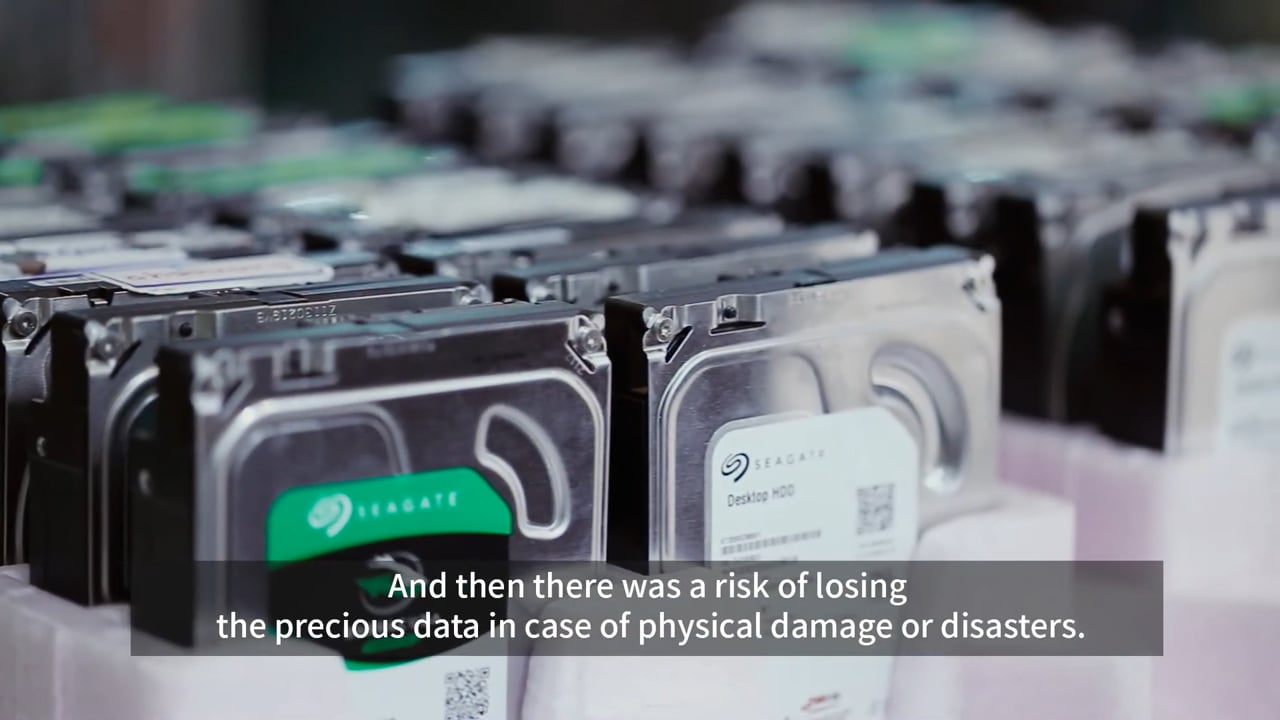 SEAGATE
SEAGATE
Desktop HDD
And then there was a risk of losing
the precious data in case of physical damage or disasters.